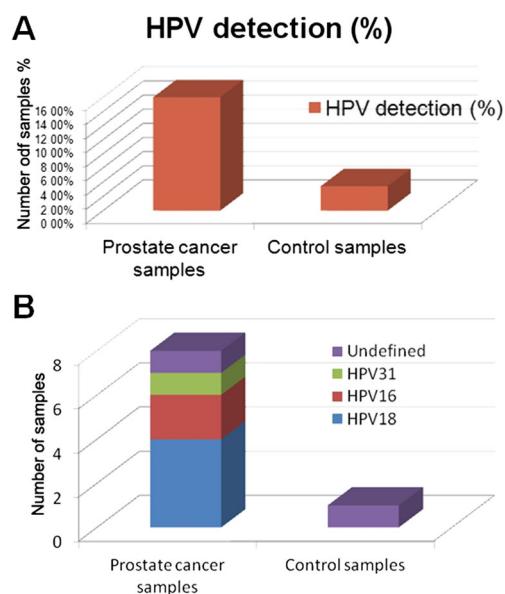 A
HPV detection (%)
Number odf samples %
16 00%
14 00%
12 00%
10 00%
8 00%
6 00%
4 00%
2 00%
0 00%
HPV detection (%)
Prostate cancer
samples
Control samples
B
Number of samples
8
6
4
2
0
Undefined
HPV31
HPV16
HPV18
Prostate cancer
samples
Control samples